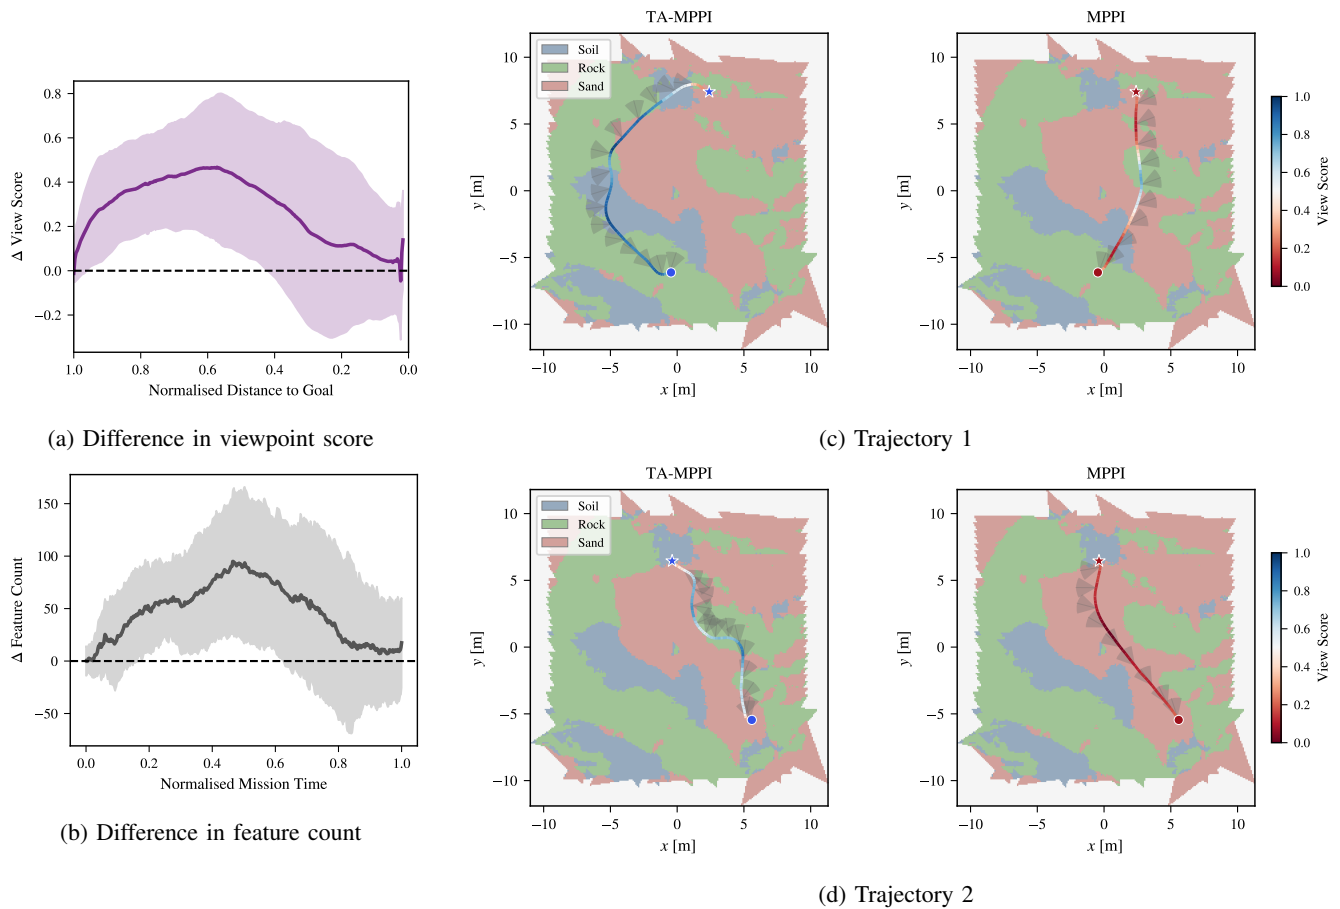 0.8
0.6
0.4
0.2
0.0
−0.2
Δ View Score
1.0 0.8 0.6 0.4 0.2 0.0
Normalised Distance to Goal
(a) Difference in viewpoint score
150
100
50
0
−50
Δ Feature Count
0.0 0.2 0.4 0.6 0.8 1.0
Normalised Mission Time
(b) Difference in feature count
TA-MPPI
Soil
Rock
Sand
10
5
0
−5
−10
y [m]
−10 −5 0 5 10
x [m]
MPPI
10
5
0
−5
−10
y [m]
−10 −5 0 5 10
x [m]
1.0
0.8
0.6
0.4
0.2
0.0
View Score
(c) Trajectory 1
TA-MPPI
Soil
Rock
Sand
10
5
0
−5
−10
y [m]
−10 −5 0 5 10
x [m]
MPPI
10
5
0
−5
−10
y [m]
−10 −5 0 5 10
x [m]
1.0
0.8
0.6
0.4
0.2
0.0
View Score
(d) Trajectory 2